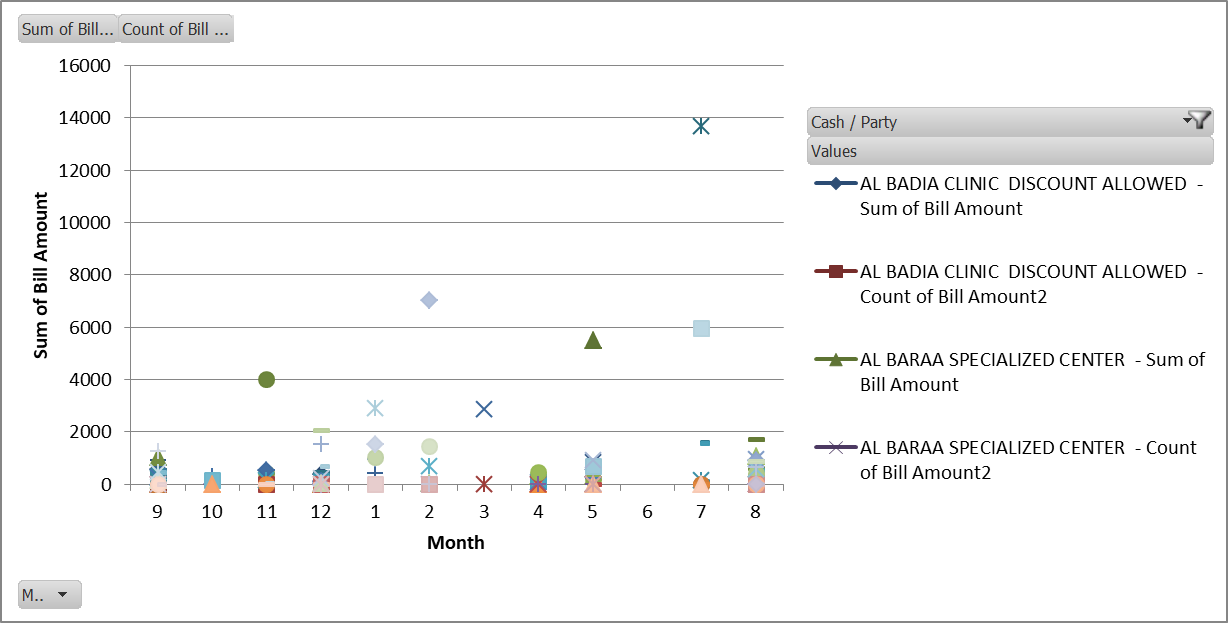 Sum of Bill... Count of Bill ...
16000
14000
12000
10000
8000
6000
4000
2000
0
Sum of Bill Amount
9 10 11 12 1 2 3 4 5 6 7 8
Month
M..
Cash / Party
Values
AL BADIA CLINIC  DISCOUNT ALLOWED  -
Sum of Bill Amount
AL BADIA CLINIC  DISCOUNT ALLOWED  -
Count of Bill Amount2
AL BARAA SPECIALIZED CENTER  - Sum of
Bill Amount
AL BARAA SPECIALIZED CENTER  - Count
of Bill Amount2